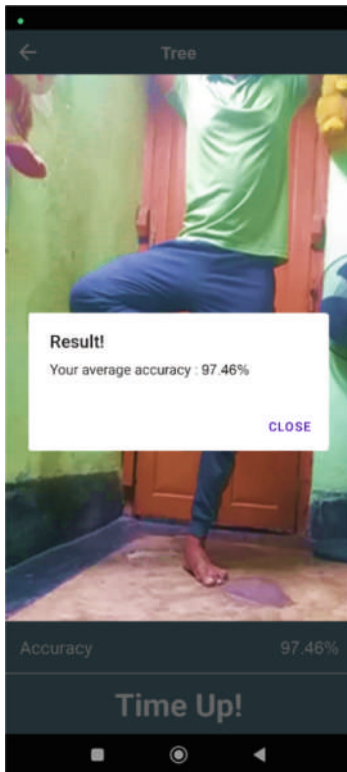 Tree
Result!
Your average accuracy : 97.46%
CLOSE
Accuracy 97.46%
Time Up!